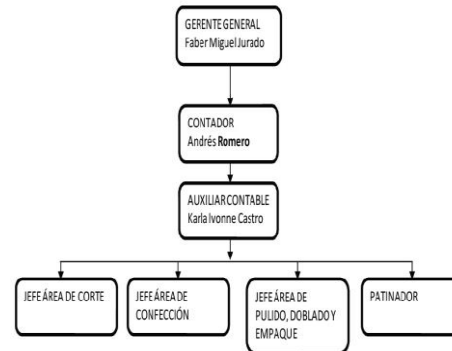 GERENTE GENERAL
Faber Miguel Jurado
CONTADOR
Andrés Romero
AUXILIAR CONTABLE
Karla Ivonne Castro
JEFE ÁREA DE CORTE
JEFE ÁREA DE
CONFECCIÓN
JEFE ÁREA DE
PULIDO, DOBLADO Y
EMPAQUE
PATINADOR